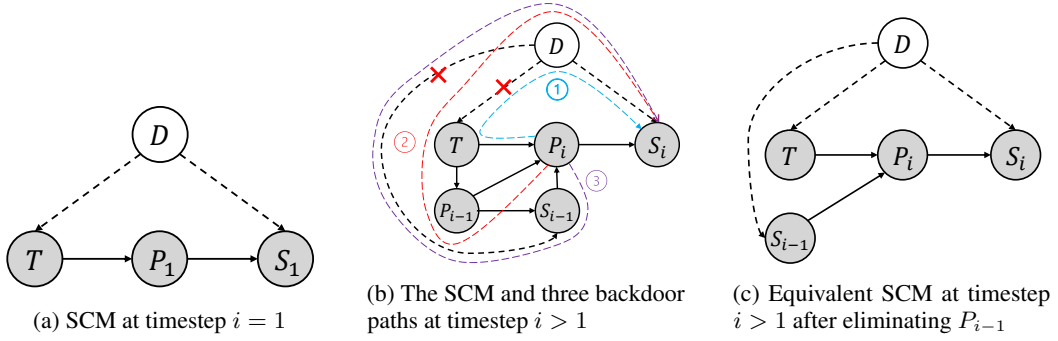 D
T
P₁
S₁
(a) SCM at timestep i = 1
D
①
②
T
Pᵢ
Sᵢ
③
Pᵢ₋₁
Sᵢ₋₁
(b) The SCM and three backdoor
paths at timestep i > 1
D
T
Pᵢ
Sᵢ
Sᵢ₋₁
(c) Equivalent SCM at timestep
i > 1 after eliminating Pᵢ₋₁